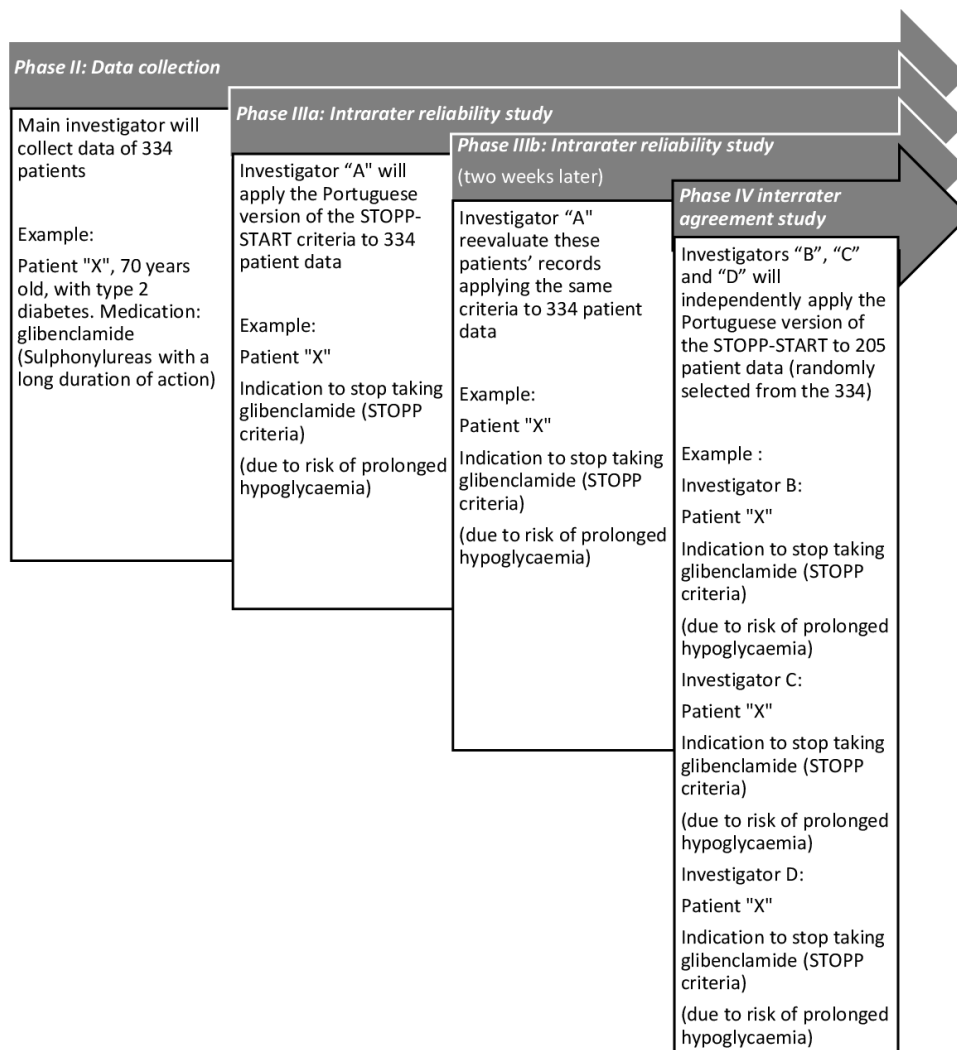 Phase II: Data collection
Main investigator will
collect data of 334
patients
Example:
Patient "X", 70 years
old, with type 2
diabetes. Medication:
glibenclamide
(Sulphonylureas with a
long duration of action)
Phase IIIa: Intrarater reliability study
Investigator “A” will
apply the Portuguese
version of the STOPP-
START criteria to 334
patient data
Example:
Patient "X"
Indication to stop taking
glibenclamide (STOPP
criteria)
(due to risk of prolonged
hypoglycaemia)
Phase IIIb: Intrarater reliability study
(two weeks later)
Investigator “A"
reevaluate these
patients’ records
applying the same
criteria to 334 patient
data
Example:
Patient "X"
Indication to stop taking
glibenclamide (STOPP
criteria)
(due to risk of prolonged
hypoglycaemia)
Phase IV interrater
agreement study
Investigators “B”, “C”
and “D” will
independently apply the
Portuguese version of
the STOPP-START to 205
patient data (randomly
selected from the 334)
Example :
Investigator B:
Patient "X"
Indication to stop taking
glibenclamide (STOPP
criteria)
(due to risk of prolonged
hypoglycaemia)
Investigator C:
Patient "X"
Indication to stop taking
glibenclamide (STOPP
criteria)
(due to risk of prolonged
hypoglycaemia)
Investigator D:
Patient "X"
Indication to stop taking
glibenclamide (STOPP
criteria)
(due to risk of prolonged
hypoglycaemia)